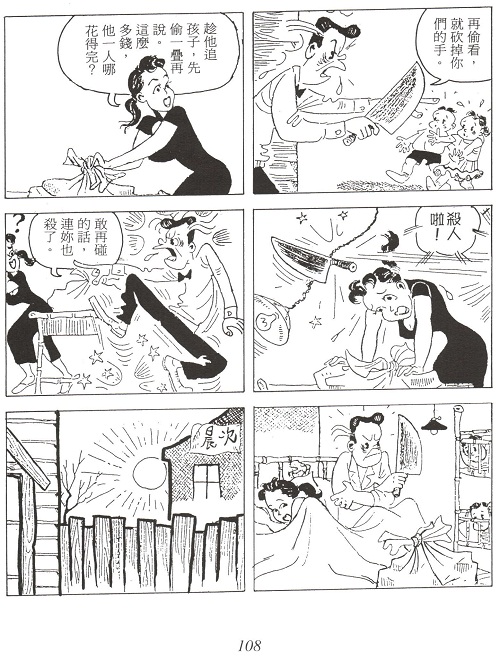 再偷看,
就砍掉你
們的手。
趁他追
孩子,先
偷一疊再
說。
這麼
多錢,
他一人哪
花得完?
殺人
啦!
敢再碰
的話,
連妳也
殺了。
?
次晨
108